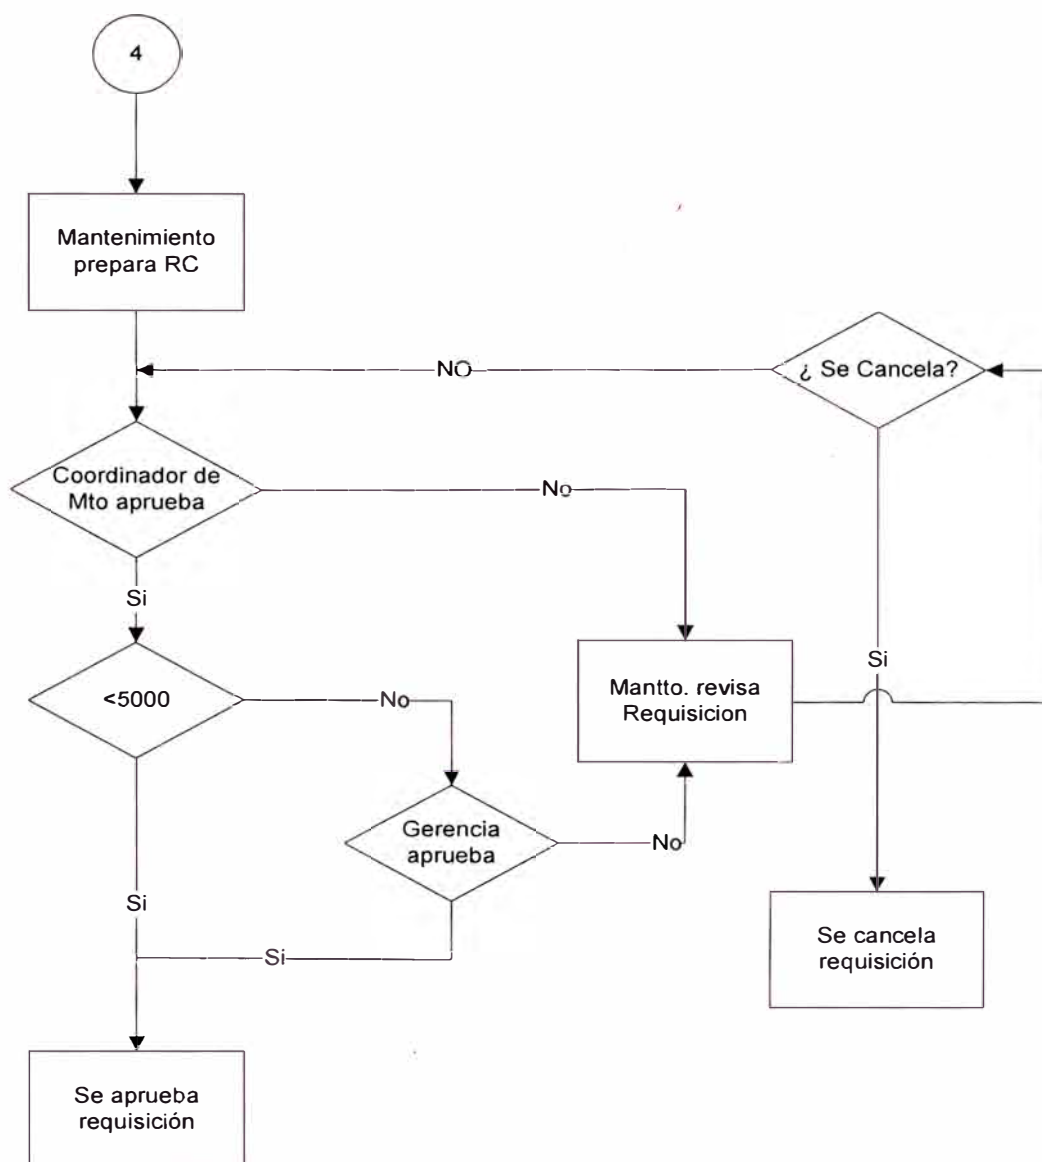 4
Mantenimiento
prepara RC
NO
¿ Se Cancela?
Coordinador de
Mto aprueba
No
Si
<5000
No
Mantto. revisa
Requisicion
Si
Gerencia
aprueba
No
Si
Si
Se cancela
requisición
Se aprueba
requisición